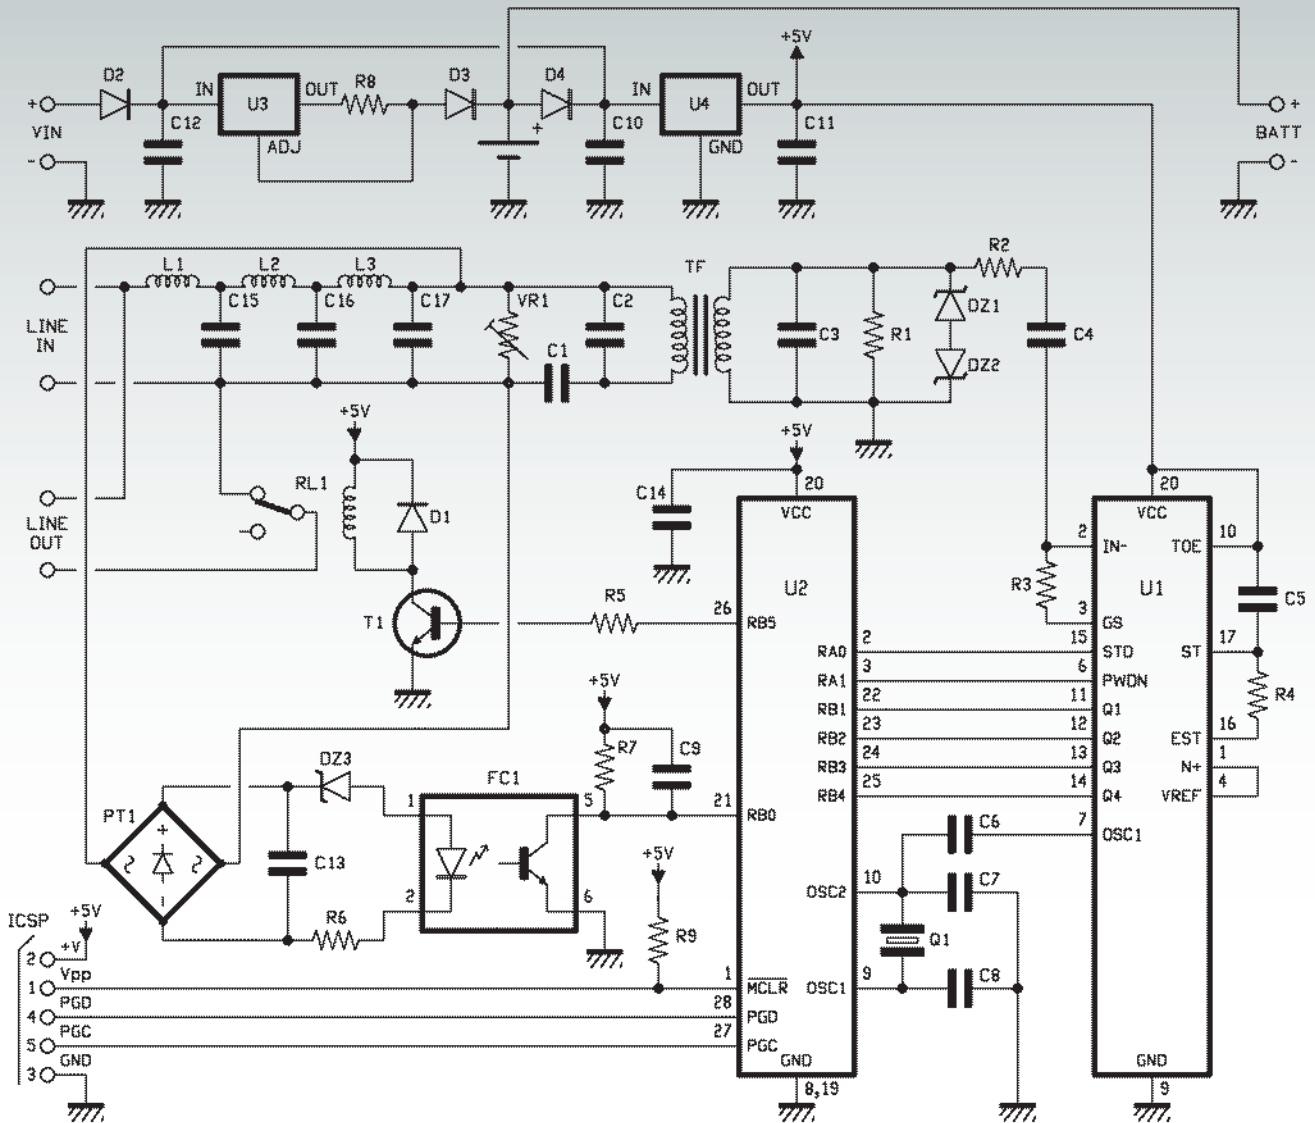 +5V
D2
IN
U3
OUT
R8
D3
D4
IN
U4
OUT
+
VIN
-
C12
ADJ
+
C10
GND
C11
+
BATT
-
L1
L2
L3
TF
R2
LINE
IN
C15
C16
C17
VR1
C2
C1
C3
R1
DZ1
DZ2
C4
+5V
+5V
LINE
OUT
RL1
D1
C14
20
VCC
20
VCC
2
IN-
TOE
10
R3
U2
U1
C5
T1
R5
26
RB5
3
GS
RA0
2
15
STD
ST
17
RA1
3
6
PWDN
R4
RB1
22
11
Q1
RB2
23
12
Q2
EST
16
RB3
24
13
Q3
N+
1
RB4
25
14
Q4
VREF
4
+5V
R7
C9
DZ3
FC1
PT1
+
-
1
5
21
RB0
C6
7
OSC1
C13
2
6
+5V
OSC2
10
C7
R6
R9
Q1
ICSP
+5V
2
+V
1
Vpp
1
MCLR
OSC1
9
C8
4
PGD
28
PGD
5
PGC
27
PGC
3
GND
GND
8,19
GND
9